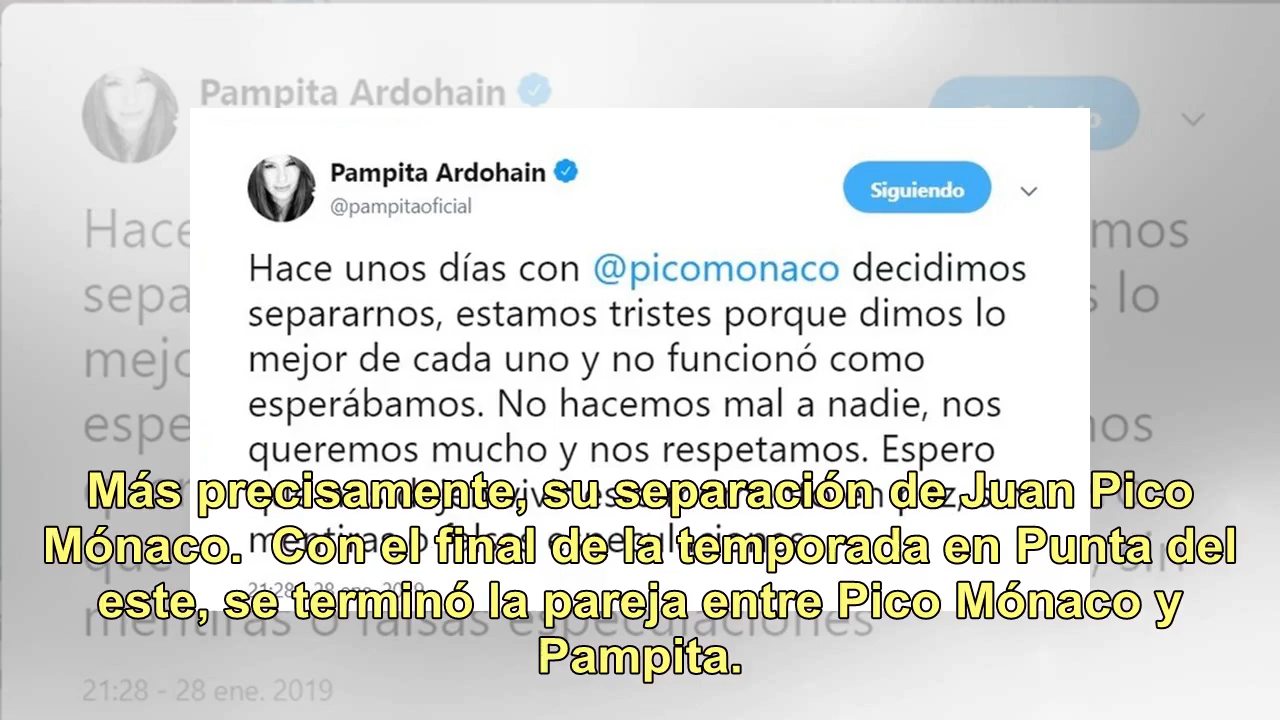 Pampita Ardohain
Pampita Ardohain
@pampitaoficial
Siguiendo
Hace unos días con @picomonaco decidimos
separarnos, estamos tristes porque dimos lo
mejor de cada uno y no funcionó como
esperábamos. No hacemos mal a nadie, nos
queremos mucho y nos respetamos. Espero
Más precisamente, su separación de Juan Pico
Mónaco. Con el final de la temporada en Punta del
este, se terminó la pareja entre Pico Mónaco y
Pampita.
mentiras o falsas especulaciones
21:28 - 28 ene. 2019